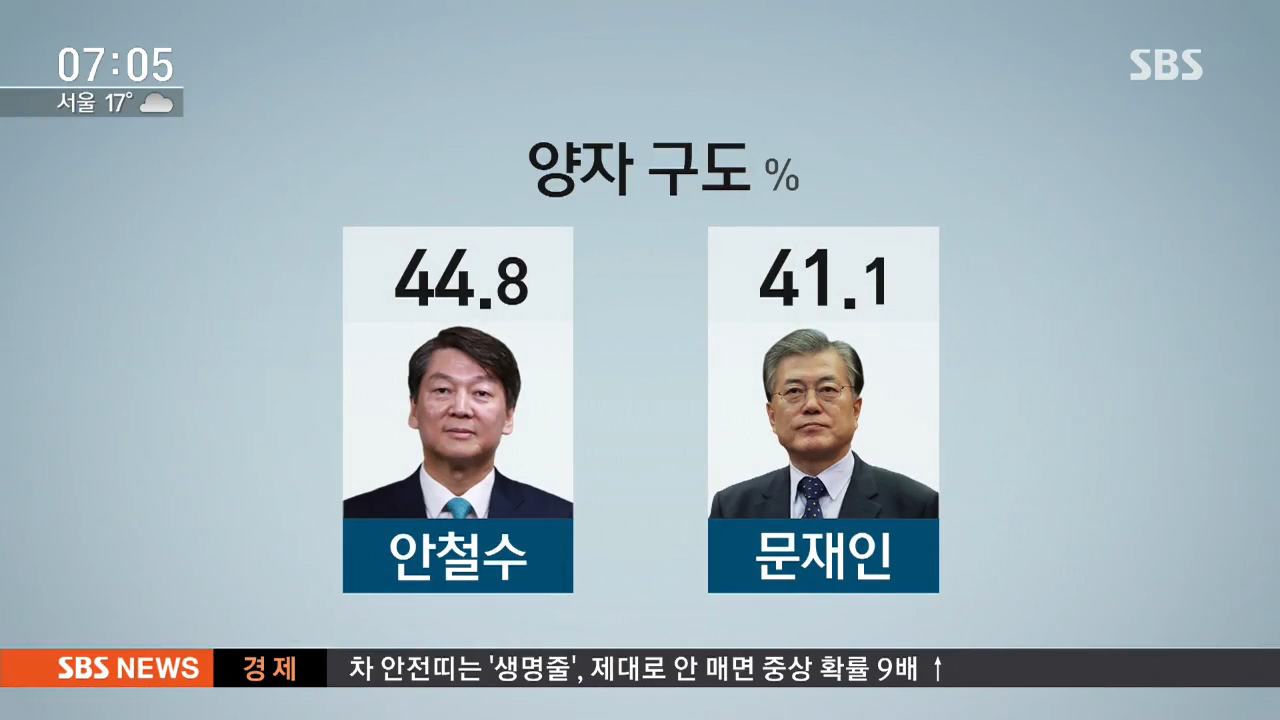 07:05
서울 17°
SBS
양자 구도 %
44.8
41.1
안철수
문재인
SBS NEWS
경제
차 안전띠는 '생명줄', 제대로 안 매면 중상 확률 9배 ↑